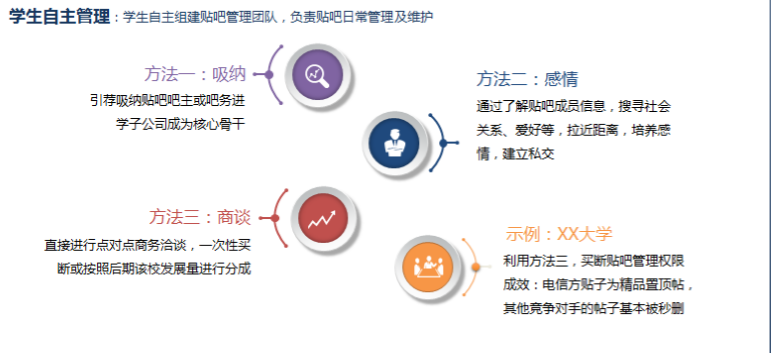 学生自主管理：学生自主组建贴吧管理团队，负责贴吧日常管理及维护
方法一：吸纳
引荐吸纳贴吧吧主或吧务进
学子公司成为核心骨干
方法二：感情
通过了解贴吧成员信息，搜寻社会
关系、爱好等，拉近距离，培养感
情，建立私交
方法三：商谈
直接进行点对点商务洽谈，一次性买
断或按照后期该校发展量进行分成
示例：XX大学
利用方法三，买断贴吧管理权限
成效：电信方贴子为精品置顶帖，
其他竞争对手的帖子基本被秒删